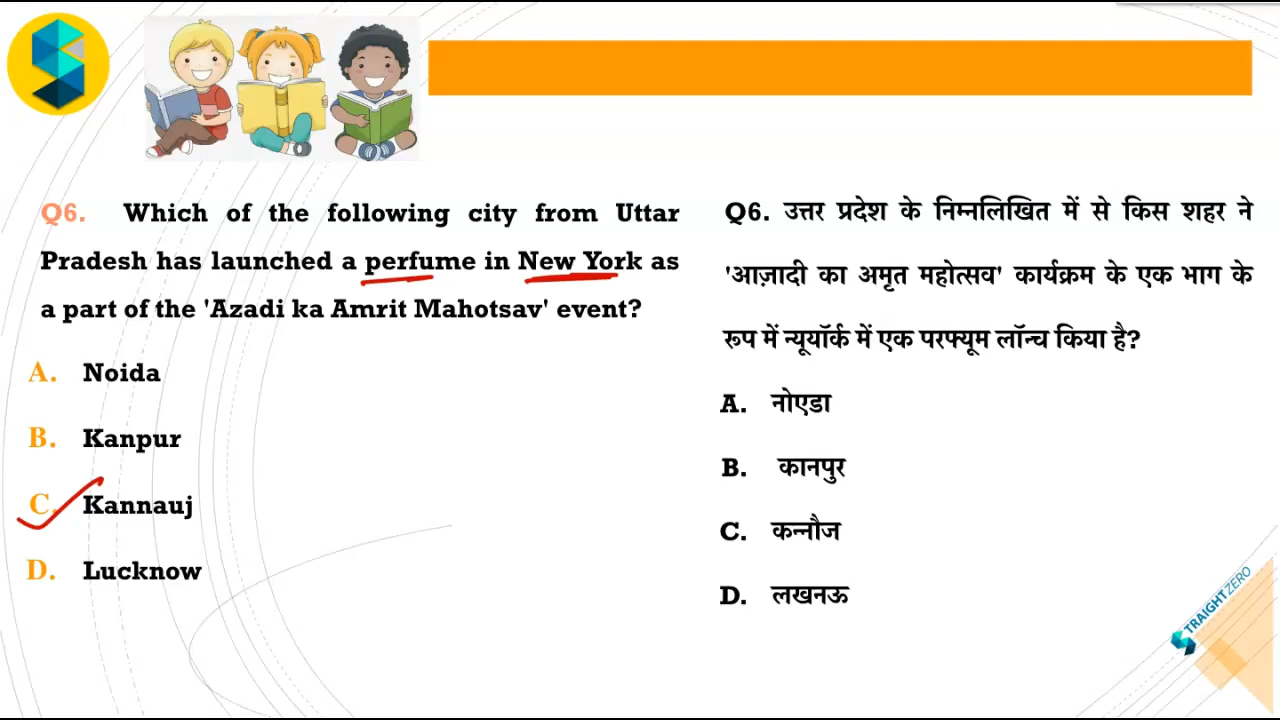 Q6. Which of the following city from Uttar
Pradesh has launched a perfume in New York as
a part of the 'Azadi ka Amrit Mahotsav' event?
A. Noida
B. Kanpur
C. Kannauj
D. Lucknow
Q6. उत्तर प्रदेश के निम्नलिखित में से किस शहर ने
'आज़ादी का अमृत महोत्सव' कार्यक्रम के एक भाग के
रूप में न्यूयॉर्क में एक परफ्यूम लॉन्च किया है?
A. नोएडा
B. कानपुर
C. कन्नौज
D. लखनऊ
TRAIGHTZERO